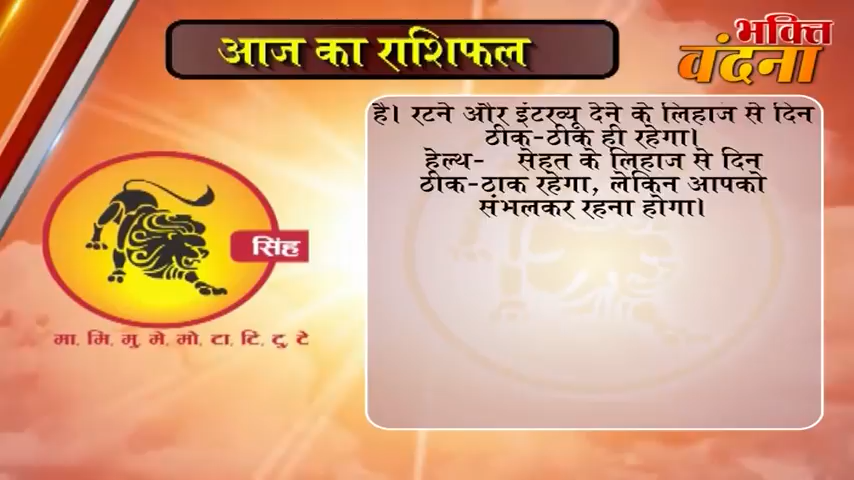 आज का राशिफल
भक्ति
वंदना
है। रटने और इंटरव्यू देने के लिहाज से दिन
ठीक-ठीक ही रहेगा।
हेल्थ- सेहत के लिहाज से दिन
ठीक-ठाक रहेगा, लेकिन आपको
संभलकर रहना होगा।
सिंह
मा, मि, मु, मे, मो, टा, टि, टु, टे